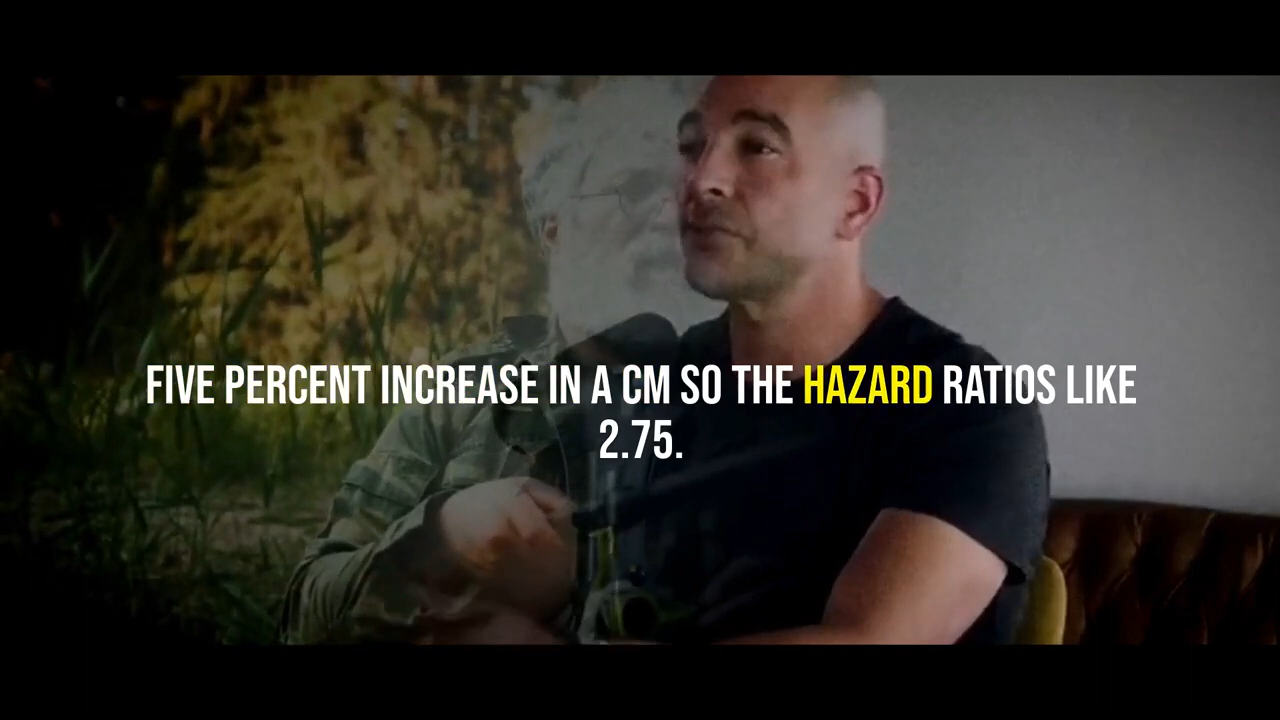 FIVE PERCENT INCREASE IN A CM SO THE HAZARD RATIOS LIKE
2.75.